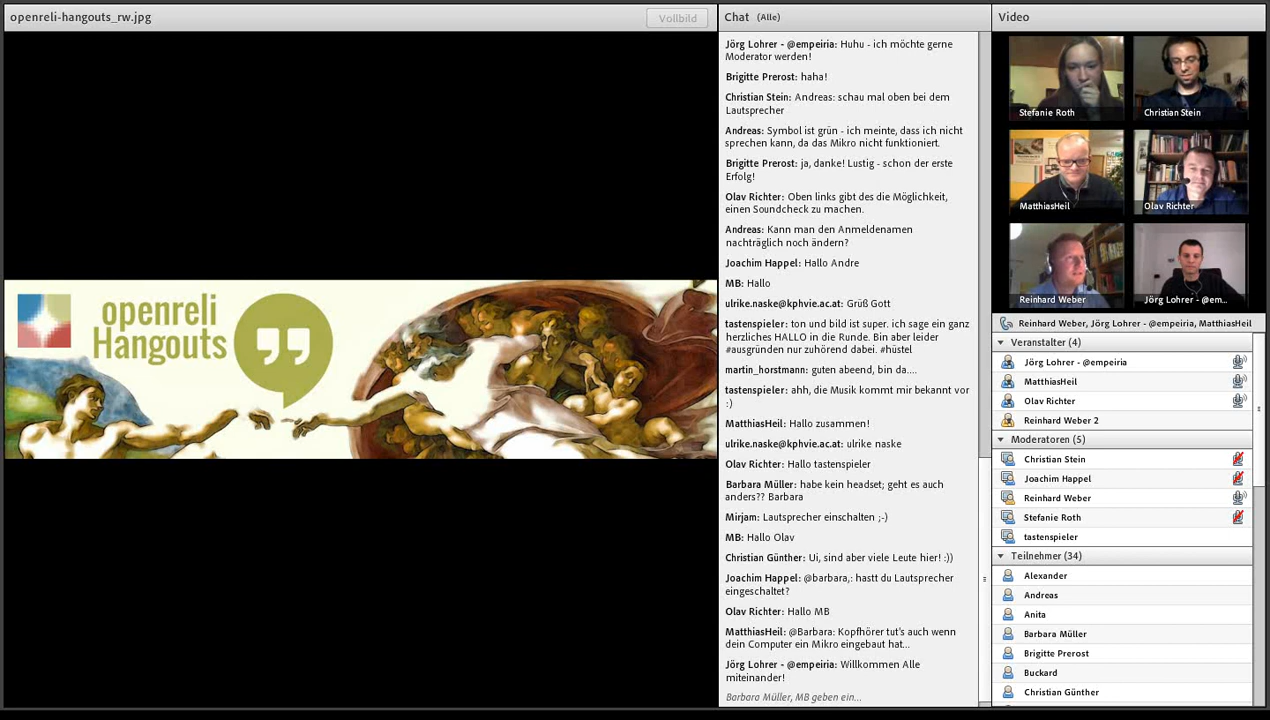 openreli-hangouts_rw.jpg
Vollbild
openreli
Hangouts
Chat (Alle)
Jörg Lohrer - @empeiria: Huhu - ich möchte gerne
Moderator werden!
Brigitte Prerost: haha!
Christian Stein: Andreas: schau mal oben bei dem
Lautsprecher
Andreas: Symbol ist grün - ich meinte, dass ich nicht
sprechen kann, da das Mikro nicht funktioniert.
Brigitte Prerost: ja, danke! Lustig - schon der erste
Erfolg!
Olav Richter: Oben links gibt des die Möglichkeit,
einen Soundcheck zu machen.
Andreas: Kann man den Anmeldenamen
nachträglich noch ändern?
Joachim Happel: Hallo Andre
MB: Hallo
ulrike.naske@kphvie.ac.at: Grüß Gott
tastenspieler: ton und bild ist super. ich sage ein ganz
herzliches HALLO in die Runde. Bin aber leider
#ausgründen nur zuhörend dabei. #hüstel
martin_horstmann: guten abeend, bin da....
tastenspieler: ahh, die Musik kommt mir bekannt vor
:)
MatthiasHeil: Hallo zusammen!
ulrike.naske@kphvie.ac.at: ulrike naske
Olav Richter: Hallo tastenspieler
Barbara Müller: habe kein headset; geht es auch
anders?? Barbara
Mirjam: Lautsprecher einschalten ;-)
MB: Hallo Olav
Christian Günther: Ui, sind aber viele Leute hier! :))
Joachim Happel: @barbara,: hastt du Lautsprecher
eingeschaltet?
Olav Richter: Hallo MB
MatthiasHeil: @Barbara: Kopfhörer tut's auch wenn
dein Computer ein Mikro eingebaut hat...
Jörg Lohrer - @empeiria: Willkommen Alle
miteinander!
Barbara Müller, MB geben ein...
Video
Stefanie Roth
Christian Stein
MatthiasHeil
Olav Richter
Reinhard Weber
Jörg Lohrer - @em...
Reinhard Weber, Jörg Lohrer - @empeiria, MatthiasHeil
Veranstalter (4)
Jörg Lohrer - @empeiria
MatthiasHeil
Olav Richter
Reinhard Weber 2
Moderatoren (5)
Christian Stein
Joachim Happel
Reinhard Weber
Stefanie Roth
tastenspieler
Teilnehmer (34)
Alexander
Andreas
Anita
Barbara Müller
Brigitte Prerost
Buckard
Christian Günther